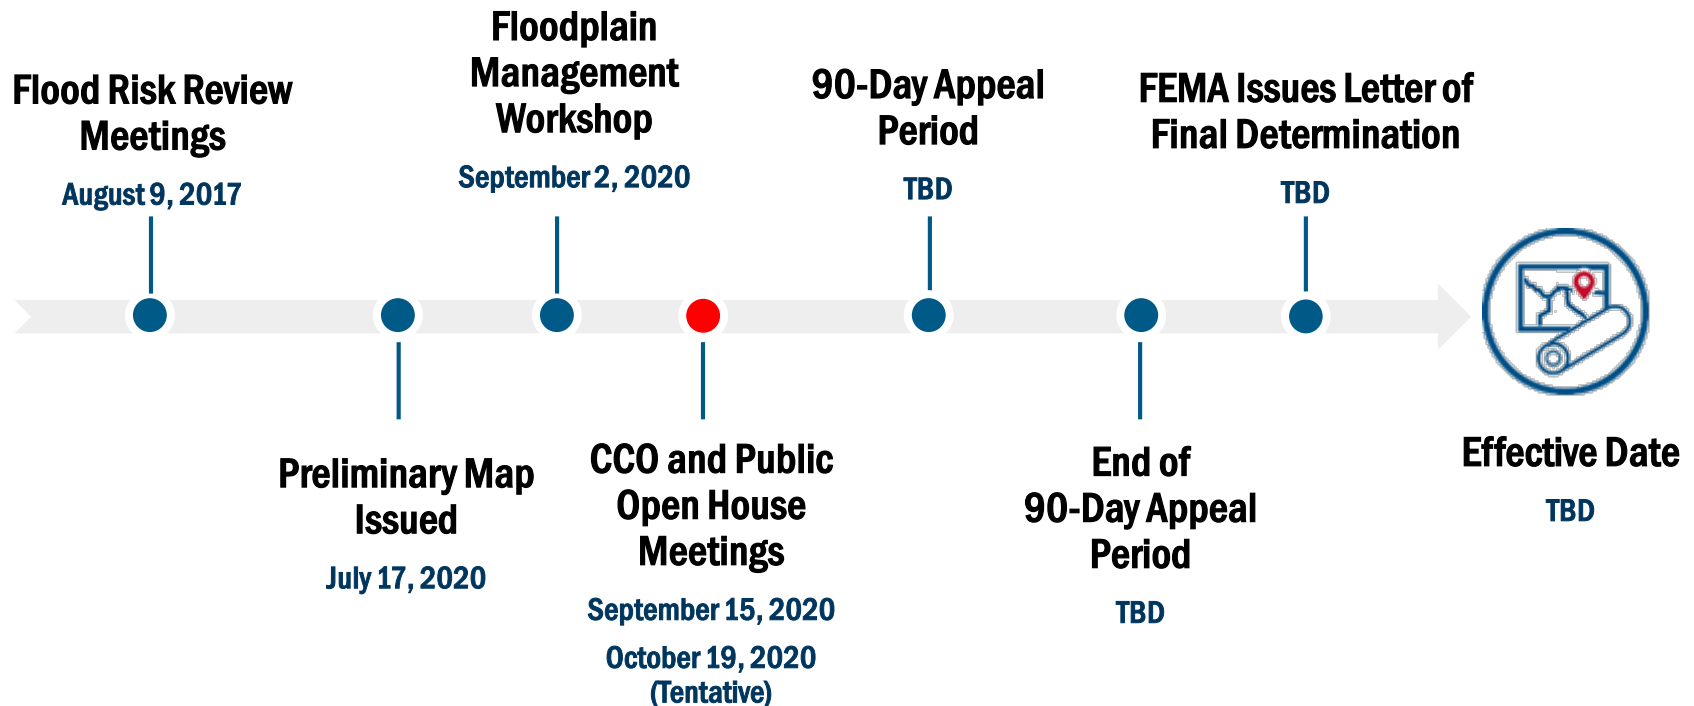 Flood Risk Review
Meetings
August 9, 2017
Preliminary Map
Issued
July 17, 2020
Floodplain
Management
Workshop
September 2, 2020
CCO and Public
Open House
Meetings
September 15, 2020
October 19, 2020
(Tentative)
90-Day Appeal
Period
TBD
End of
90-Day Appeal
Period
TBD
FEMA Issues Letter of
Final Determination
TBD
Effective Date
TBD